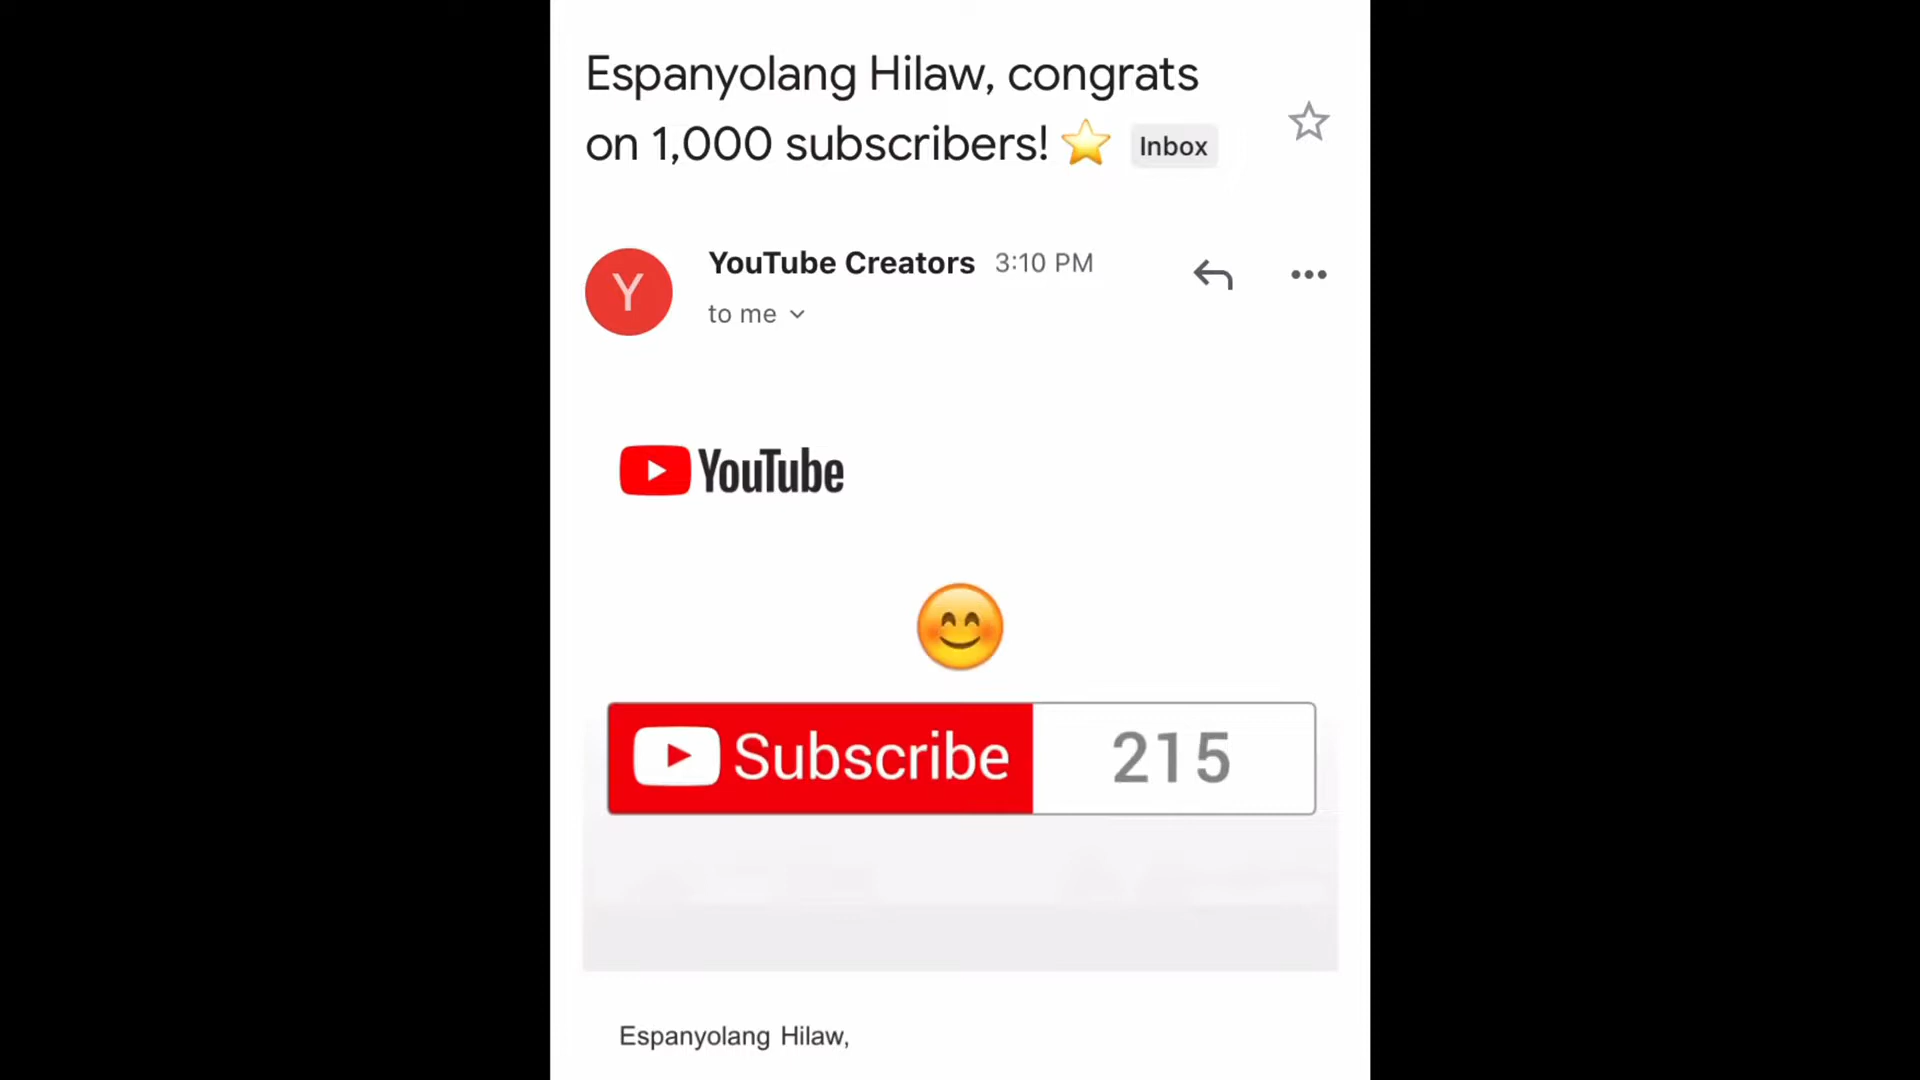 Espanyolang Hilaw, congrats
on 1,000 subscribers! ⭐ Inbox
Y
YouTube Creators 3:10 PM
to me
YouTube
Subscribe 215
Espanyolang Hilaw,